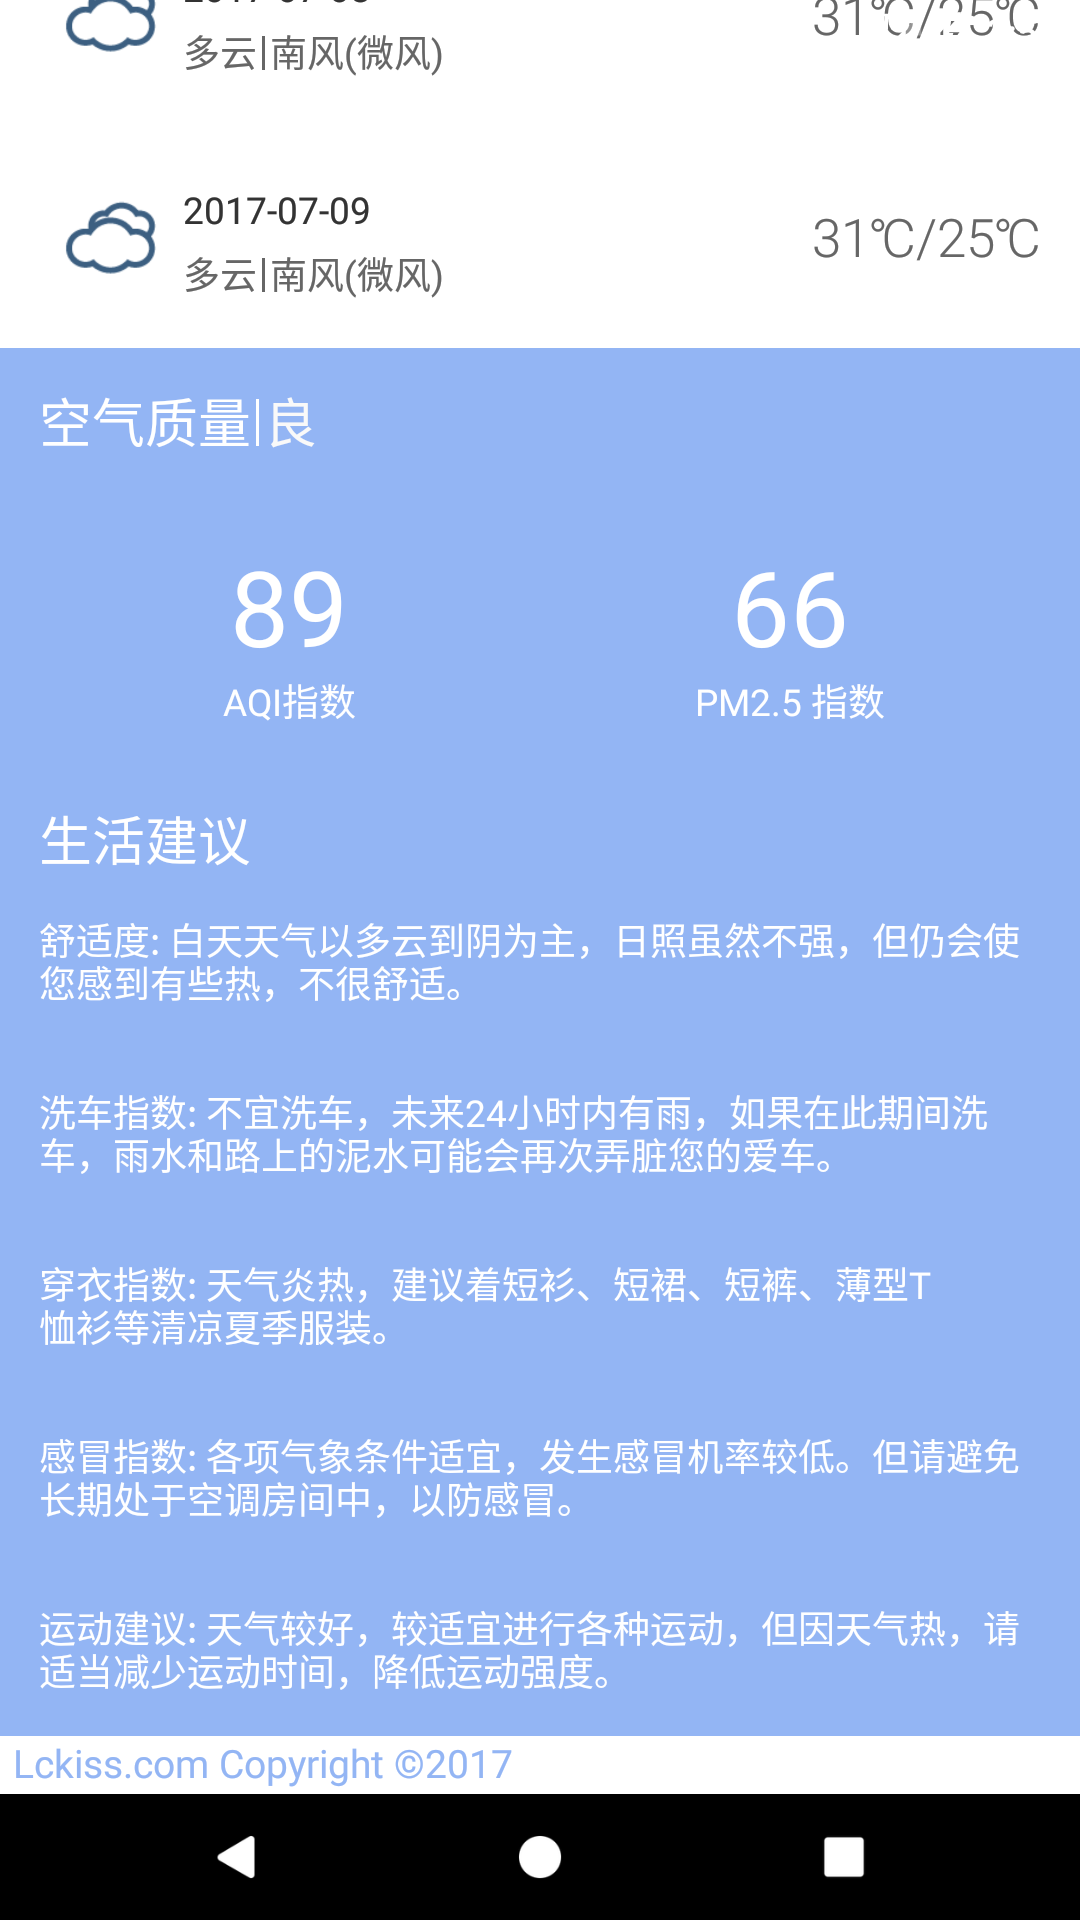 31℃/25℃
多云|南风(微风)
2017-07-09
31℃/25℃
多云|南风(微风)
空气质量|良
89
66
AQI指数
PM2.5 指数
生活建议
舒适度: 白天天气以多云到阴为主，日照虽然不强，但仍会使
您感到有些热，不很舒适。
洗车指数: 不宜洗车，未来24小时内有雨，如果在此期间洗
车，雨水和路上的泥水可能会再次弄脏您的爱车。
穿衣指数: 天气炎热，建议着短衫、短裙、短裤、薄型T
恤衫等清凉夏季服装。
感冒指数: 各项气象条件适宜，发生感冒机率较低。但请避免
长期处于空调房间中，以防感冒。
运动建议: 天气较好，较适宜进行各种运动，但因天气热，请
适当减少运动时间，降低运动强度。
Lckiss.com Copyright ©2017